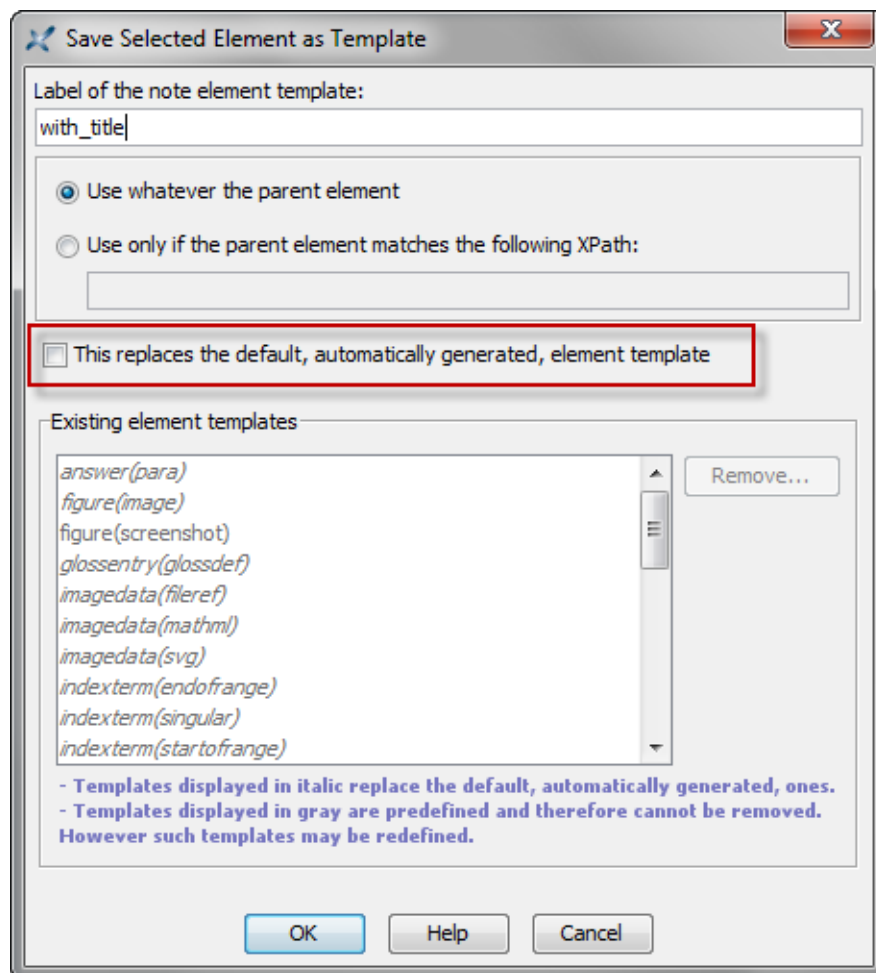 Save Selected Element as Template
Label of the note element template:
with_title
Use whatever the parent element
Use only if the parent element matches the following XPath:
This replaces the default, automatically generated, element template
Existing element templates
answer(para)
figure(image)
figure(screenshot)
glossentry(glossdef)
imagedata(fileref)
imagedata(mathml)
imagedata(svg)
indexterm(endofrange)
indexterm(singular)
indexterm(startofrange)
Remove...
- Templates displayed in italic replace the default, automatically generated, ones.
- Templates displayed in gray are predefined and therefore cannot be removed.
However such templates may be redefined.
OK
Help
Cancel